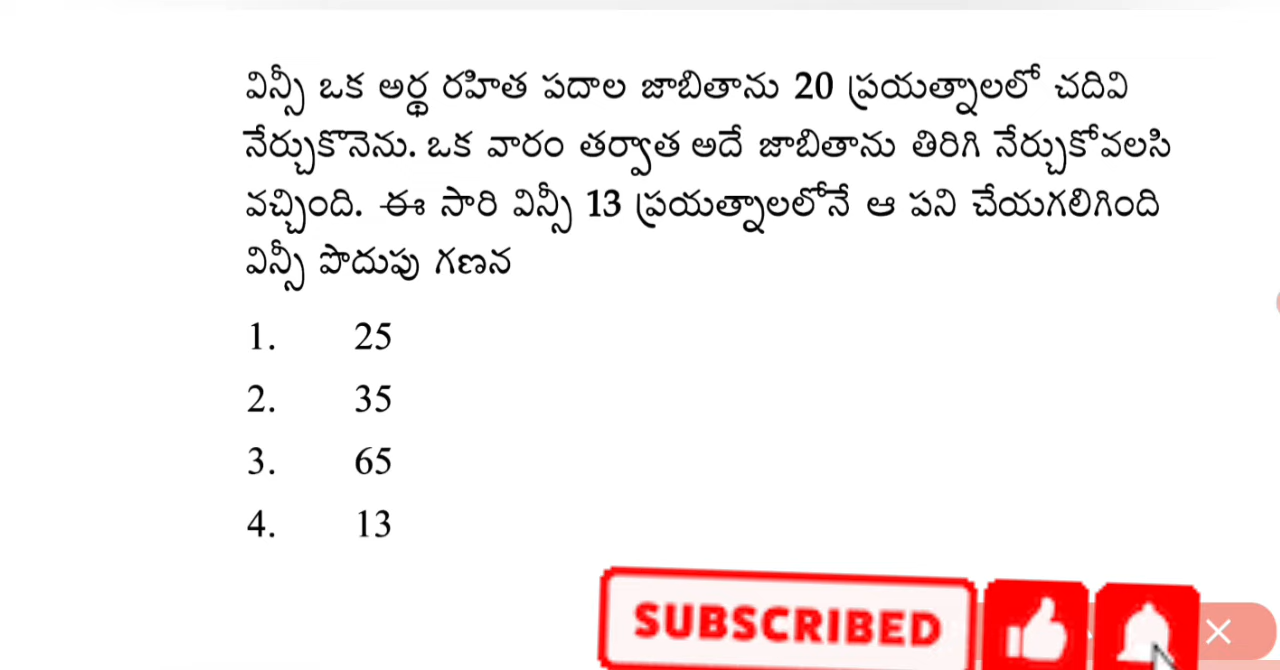 విన్సీ ఒక అర్థ రహిత పదాల జాబితాను 20 ప్రయత్నాలలో చదివి
నేర్చుకొనెను. ఒక వారం తర్వాత అదే జాబితాను తిరిగి నేర్చుకోవలసి
వచ్చింది. ఈ సారి విన్సీ 13 ప్రయత్నాలలోనే ఆ పని చేయగలిగింది
విన్సీ పొదుపు గణన
1. 25
2. 35
3. 65
4. 13
SUBSCRIBED